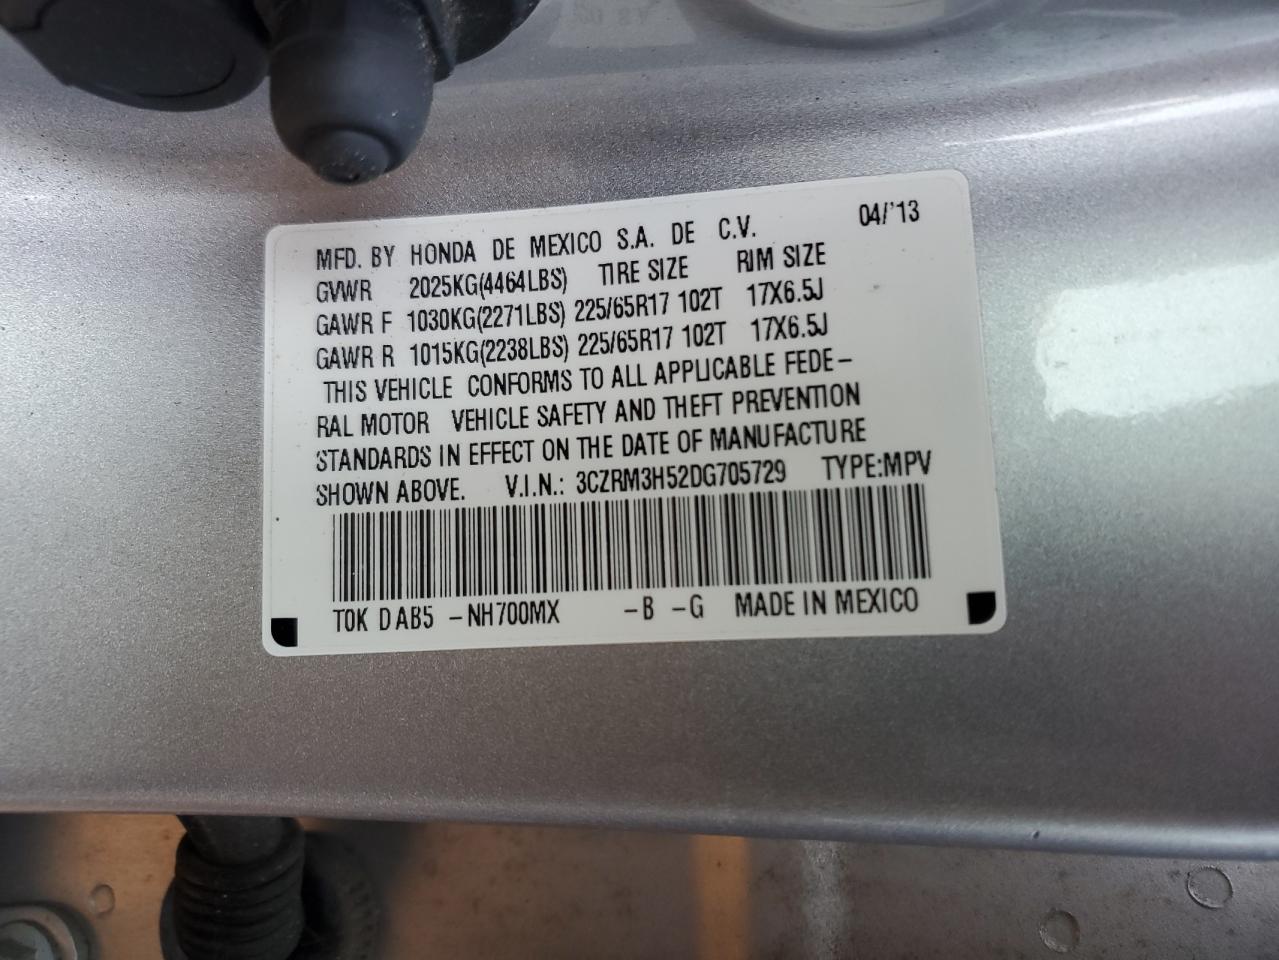 MFD. BY HONDA DE MEXICO S.A. DE C.V. 04/'13
GVWR 2025KG(4464LBS) TIRE SIZE RIM SIZE
GAWR F 1030KG(2271LBS) 225/65R17 102T 17X6.5J
GAWR R 1015KG(2238LBS) 225/65R17 102T 17X6.5J
THIS VEHICLE CONFORMS TO ALL APPLICABLE FEDE-
RAL MOTOR VEHICLE SAFETY AND THEFT PREVENTION
STANDARDS IN EFFECT ON THE DATE OF MANUFACTURE
SHOWN ABOVE. V.I.N.: 3CZRM3H52DG705729 TYPE:MPV
T0K D AB5 -NH700MX -B -G MADE IN MEXICO